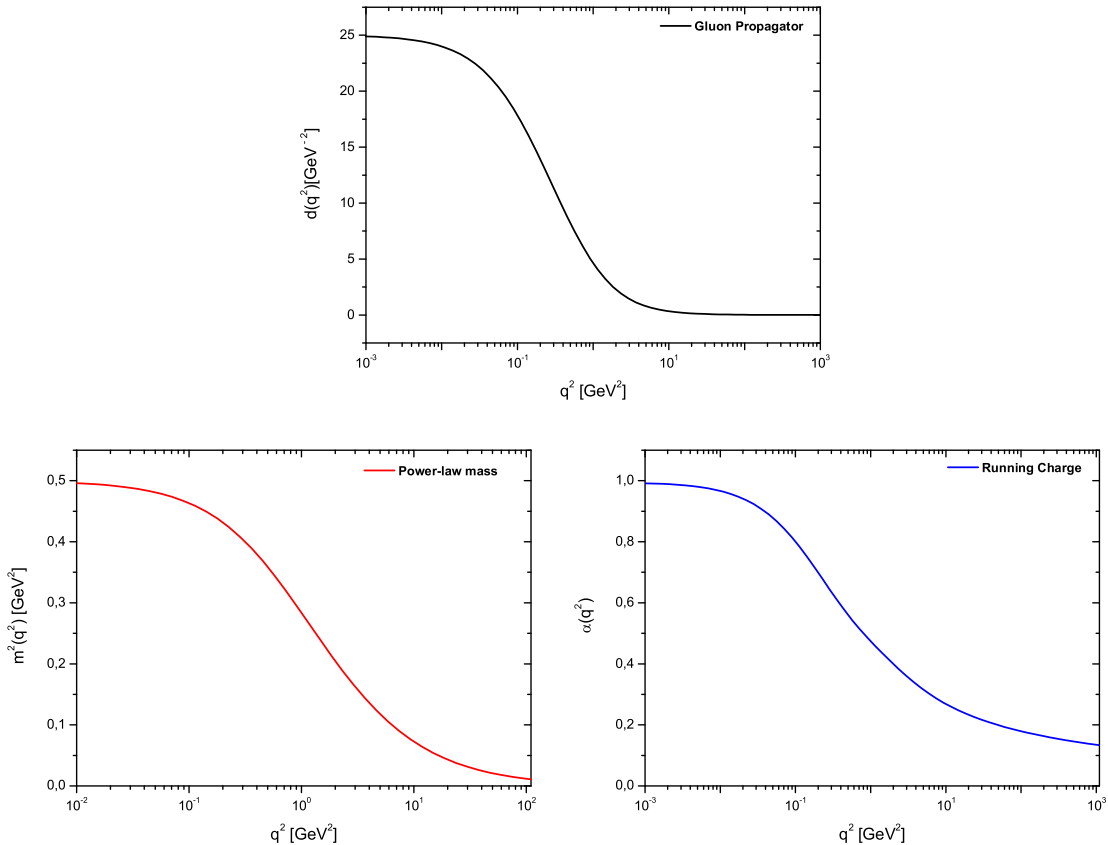 Gluon Propagator
25
20
15
10
5
0
d(q²)[GeV⁻²]
10⁻³ 10⁻¹ 10¹ 10³
q² [GeV²]
Power-law mass
0,5
0,4
0,3
0,2
0,1
0,0
m²(q²) [GeV²]
10⁻² 10⁻¹ 10⁰ 10¹ 10²
q² [GeV²]
Running Charge
1,0
0,8
0,6
0,4
0,2
0,0
α(q²)
10⁻³ 10⁻¹ 10¹ 10³
q² [GeV²]